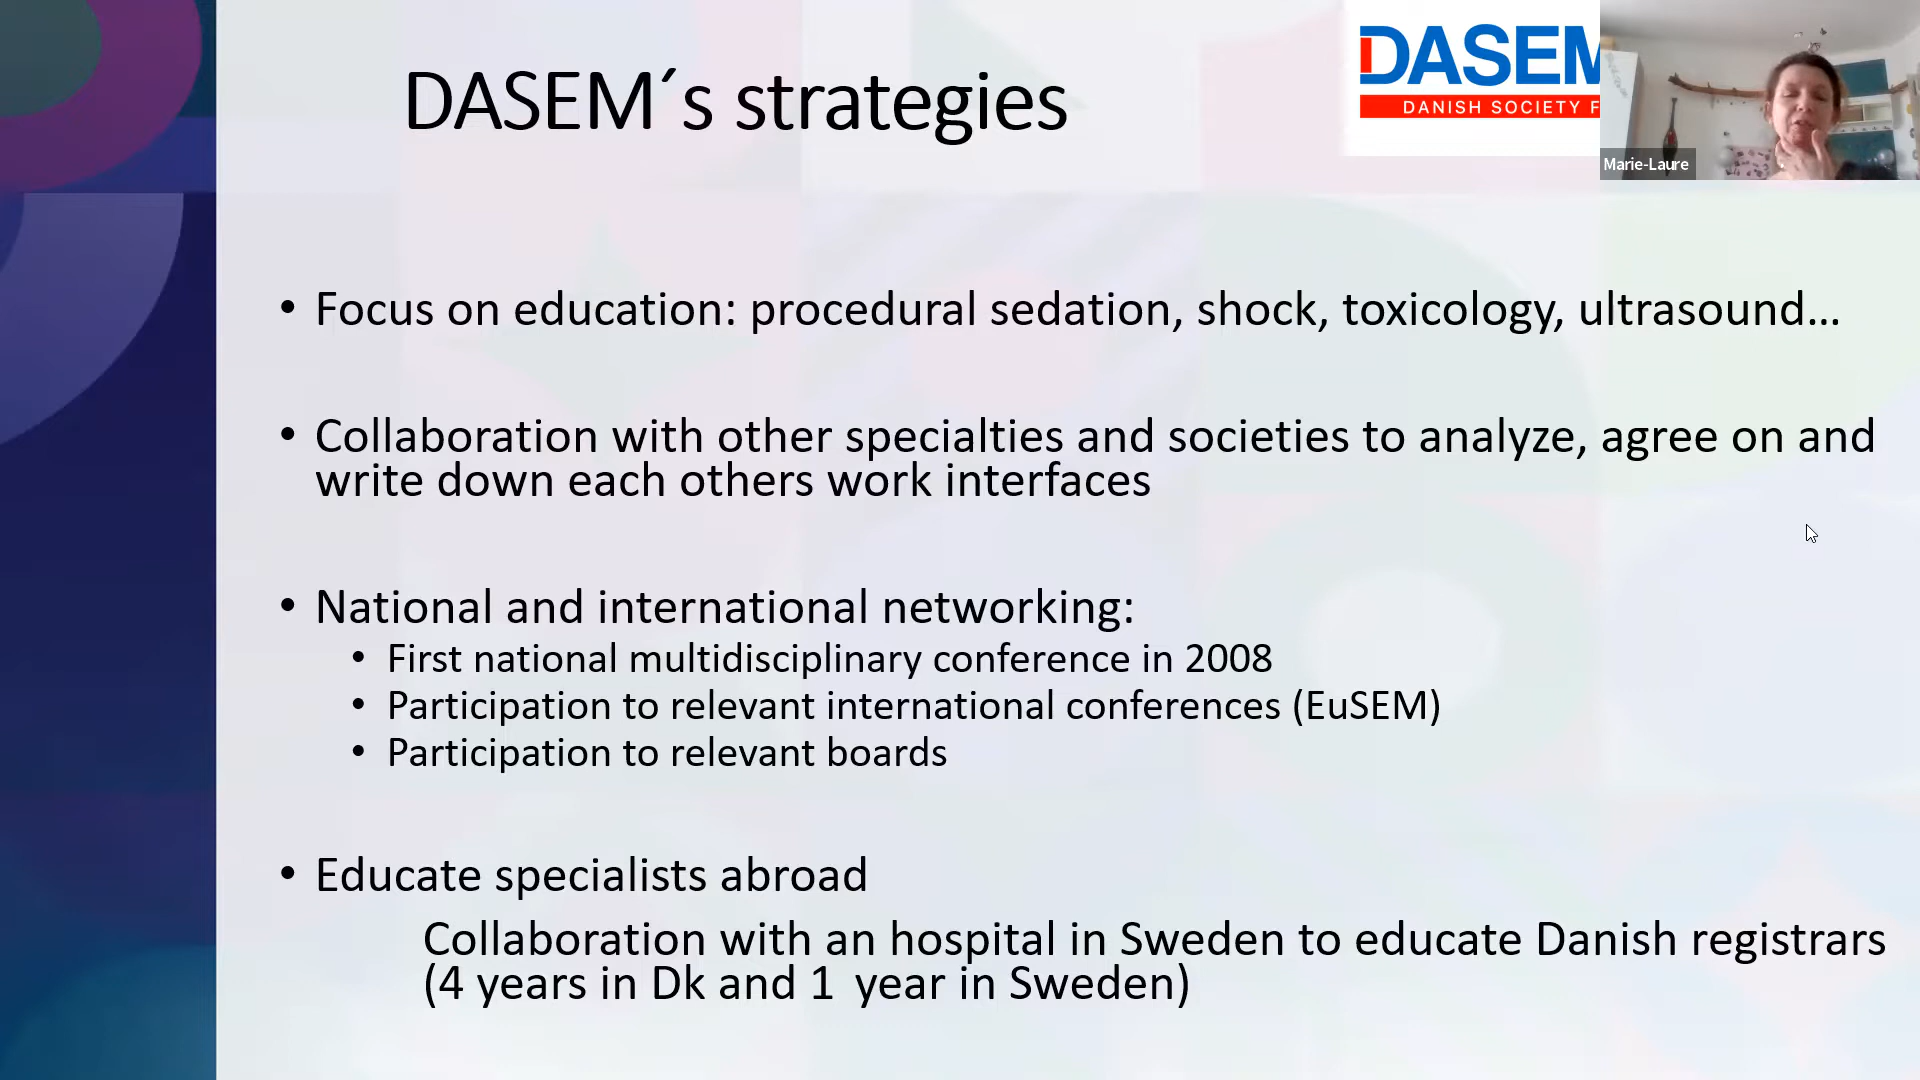 DASEM´s strategies
DASEM
DANISH SOCIETY F
Marie-Laure
• Focus on education: procedural sedation, shock, toxicology, ultrasound…
• Collaboration with other specialties and societies to analyze, agree on and
write down each others work interfaces
• National and international networking:
• First national multidisciplinary conference in 2008
• Participation to relevant international conferences (EuSEM)
• Participation to relevant boards
• Educate specialists abroad
Collaboration with an hospital in Sweden to educate Danish registrars
(4 years in Dk and 1 year in Sweden)